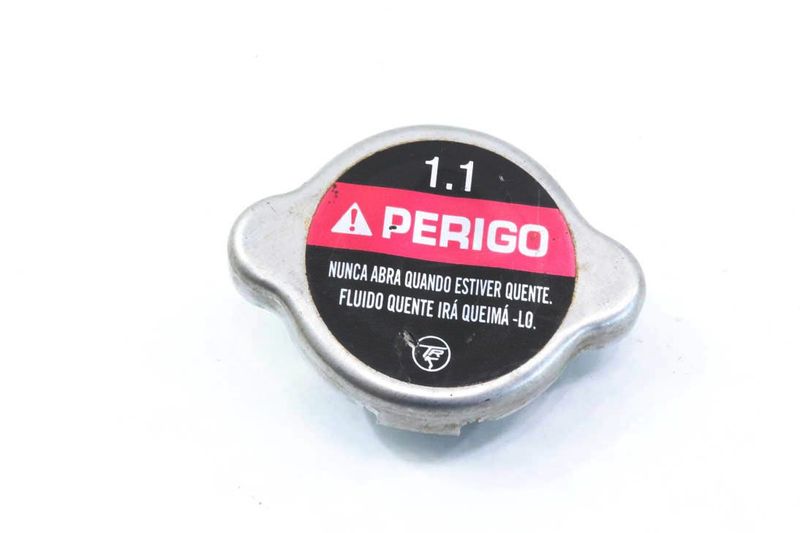 1.1
PERIGO
NUNCA ABRA QUANDO ESTIVER QUENTE.
FLUIDO QUENTE IRÁ QUEIMÁ -LO.